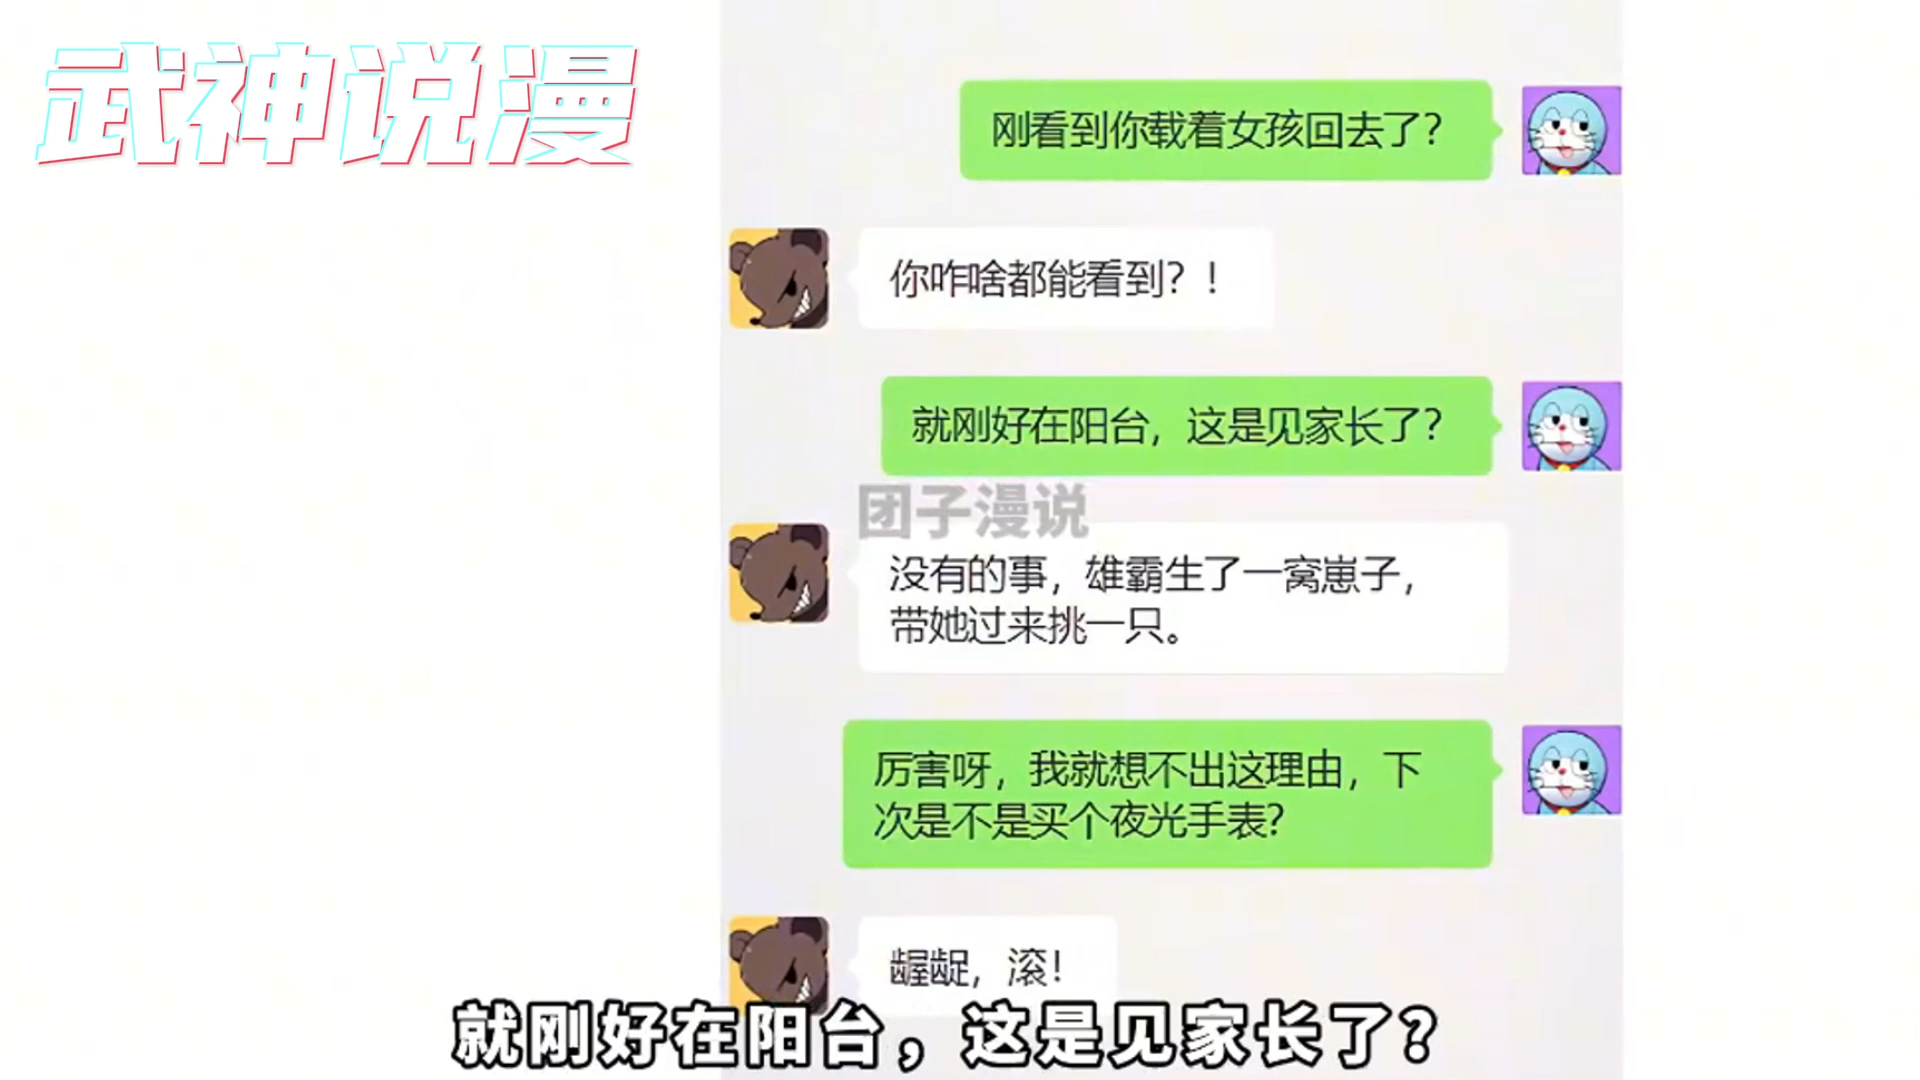 武神说漫
刚看到你载着女孩回去了？
你咋啥都能看到？！
就刚好在阳台，这是见家长了？
团子漫说
没有的事，雄霸生了一窝崽子，
带她过来挑一只。
厉害呀，我就想不出这理由，下
次是不是买个夜光手表？
龌龊，滚！
就刚好在阳台，这是见家长了？